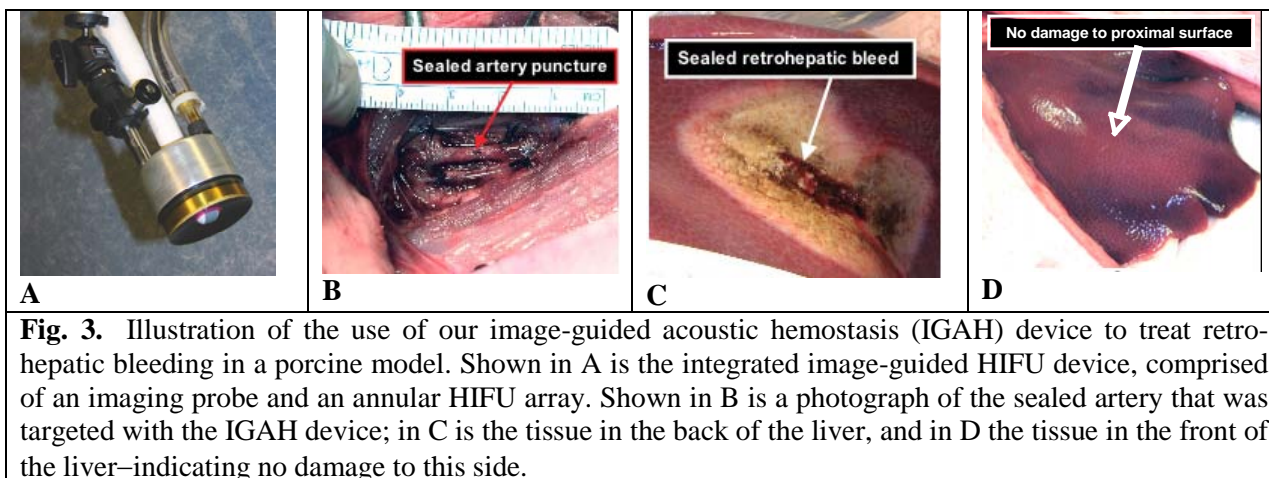 Sealed artery puncture
Sealed retrohepatic bleed
No damage to proximal surface
A
B
C
D
Fig. 3. Illustration of the use of our image-guided acoustic hemostasis (IGAH) device to treat retro-
hepatic bleeding in a porcine model. Shown in A is the integrated image-guided HIFU device, comprised
of an imaging probe and an annular HIFU array. Shown in B is a photograph of the sealed artery that was
targeted with the IGAH device; in C is the tissue in the back of the liver, and in D the tissue in the front of
the liver–indicating no damage to this side.